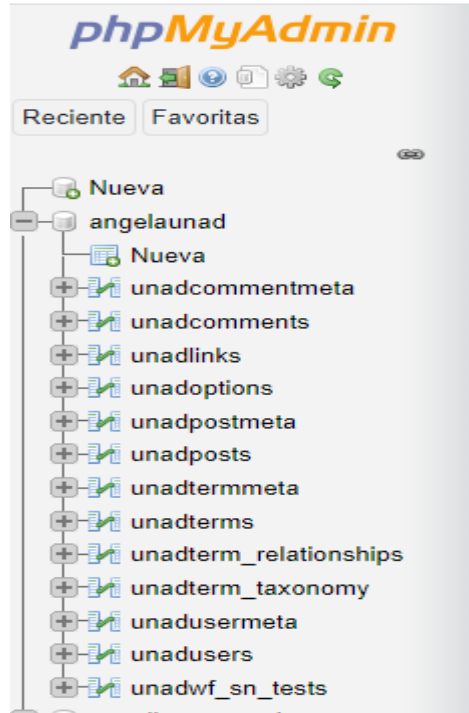 phpMyAdmin
Reciente Favoritas
Nueva
angelaunad
Nueva
unadcommentmeta
unadcomments
unadlinks
unadoptions
unadpostmeta
unadposts
unadtermmeta
unadterms
unadterm_relationships
unadterm_taxonomy
unadusermeta
unadusers
unadwf_sn_tests